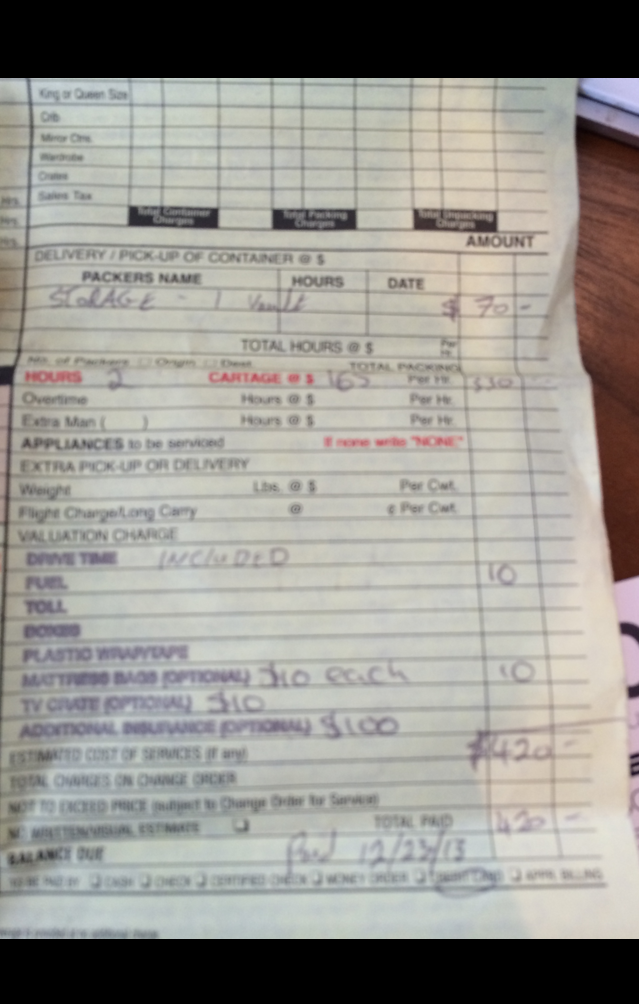 King or Queen Size
Crib
Mirror Ctns.
Wardrobe
Crates
Hrs. Sales Tax
Hrs. Total Container Charges Total Packing Charges Total Unpacking Charges
Hrs. AMOUNT
DELIVERY / PICK-UP OF CONTAINER @ $
PACKERS NAME HOURS DATE
STORAGE - 1 Vault $ 70 -
TOTAL HOURS @ $ Per Hr.
No. of Packers Origin Dest. TOTAL PACKING
HOURS 2 CARTAGE @ $ 165 Per Hr. 330 -
Overtime Hours @ $ Per Hr.
Extra Man ( ) Hours @ $ Per Hr.
APPLIANCES to be serviced If none write "NONE"
EXTRA PICK-UP OR DELIVERY
Weight Lbs. @ $ Per Cwt.
Flight Charge/Long Carry @ ¢ Per Cwt.
VALUATION CHARGE
DRIVE TIME INCLUDED
FUEL 10
TOLL
BOXES
PLASTIC WRAP/TAPE
MATTRESS BAGS (OPTIONAL) $10 each 10
TV CRATE (OPTIONAL) $10
ADDITIONAL INSURANCE (OPTIONAL) $100
ESTIMATED COST OF SERVICES (If any) $420 -
TOTAL CHARGES ON CHANGE ORDER
NOT TO EXCEED PRICE (subject to Change Order for Service)
NO WRITTEN/VISUAL ESTIMATE TOTAL PAID 420 -
BALANCE DUE Paid 12/23/13
TO BE PAID BY CASH CHECK CERTIFIED CHECK MONEY ORDER CREDIT CARD APPR. BILLING